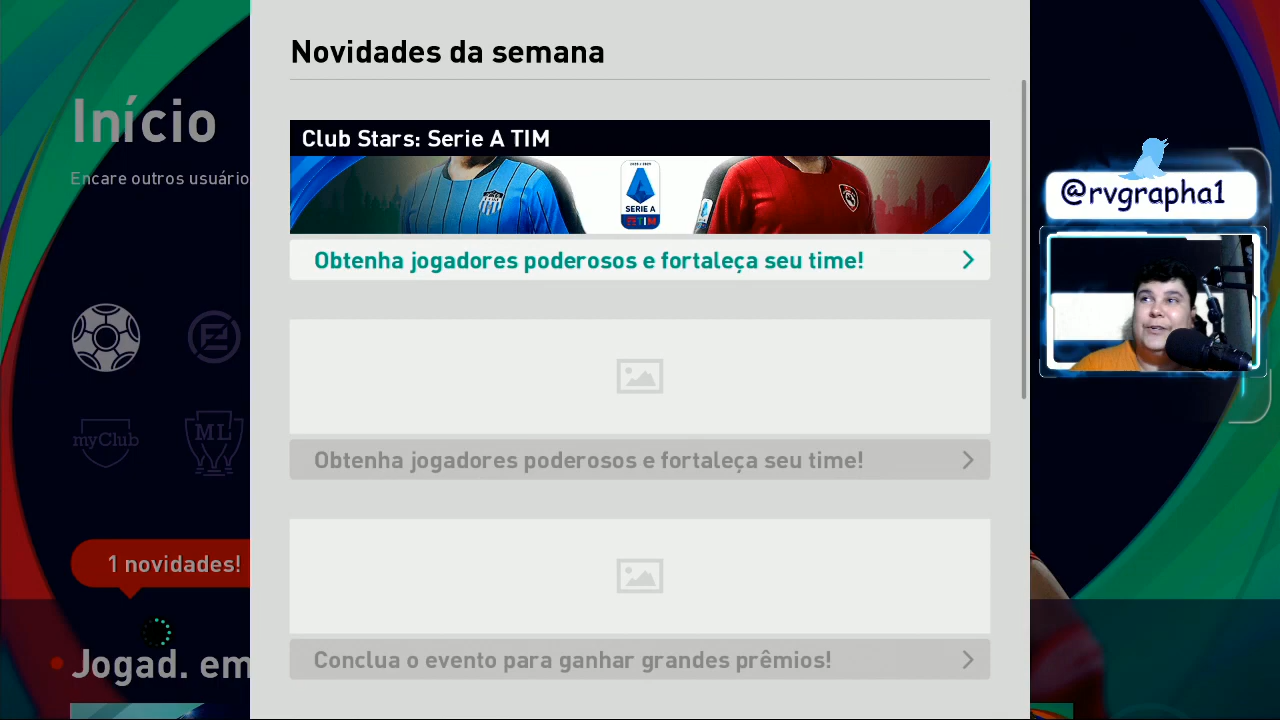 Novidades da semana
Início
Encare outros usuário
Club Stars: Serie A TIM
SERIE A
TIM
@rvgrapha1
Obtenha jogadores poderosos e fortaleça seu time!
myClub
ML
Obtenha jogadores poderosos e fortaleça seu time!
1 novidades!
Jogad. em
Conclua o evento para ganhar grandes prêmios!